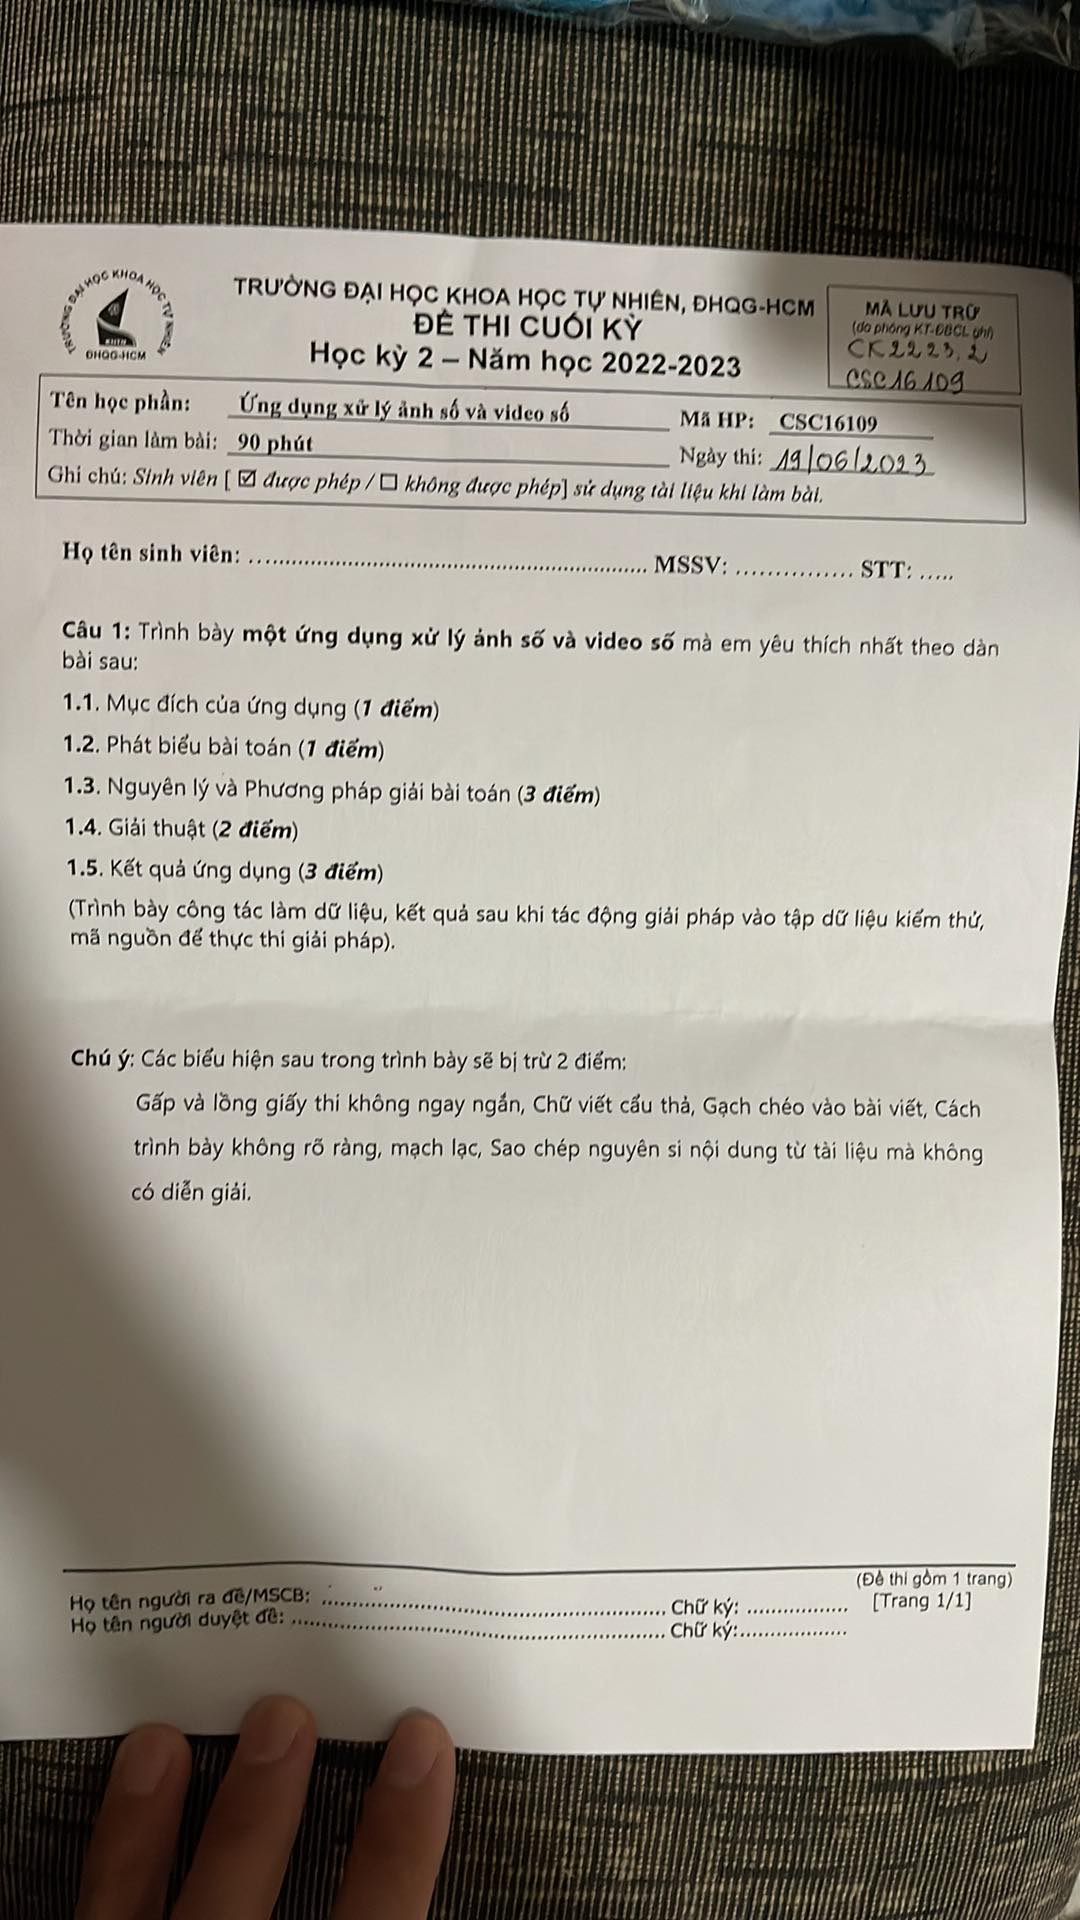 TRƯỜNG ĐẠI HỌC KHOA HỌC TỰ NHIÊN
KHTN
ĐHQG-HCM
TRƯỜNG ĐẠI HỌC KHOA HỌC TỰ NHIÊN, ĐHQG-HCM
ĐỀ THI CUỐI KỲ
Học kỳ 2 – Năm học 2022-2023
MÃ LƯU TRỮ
(do phòng KT-ĐBCL ghi)
CK2223.2
CSC16109
Tên học phần: Ứng dụng xử lý ảnh số và video số Mã HP: CSC16109
Thời gian làm bài: 90 phút Ngày thi: 19/06/2023
Ghi chú: Sinh viên [ ☑ được phép / ☐ không được phép] sử dụng tài liệu khi làm bài.
Họ tên sinh viên: ........................................................... MSSV: ............... STT: .....
Câu 1: Trình bày một ứng dụng xử lý ảnh số và video số mà em yêu thích nhất theo dàn
bài sau:
1.1. Mục đích của ứng dụng (1 điểm)
1.2. Phát biểu bài toán (1 điểm)
1.3. Nguyên lý và Phương pháp giải bài toán (3 điểm)
1.4. Giải thuật (2 điểm)
1.5. Kết quả ứng dụng (3 điểm)
(Trình bày công tác làm dữ liệu, kết quả sau khi tác động giải pháp vào tập dữ liệu kiểm thử,
mã nguồn để thực thi giải pháp).
Chú ý: Các biểu hiện sau trong trình bày sẽ bị trừ 2 điểm:
Gấp và lồng giấy thi không ngay ngắn, Chữ viết cẩu thả, Gạch chéo vào bài viết, Cách
trình bày không rõ ràng, mạch lạc, Sao chép nguyên si nội dung từ tài liệu mà không
có diễn giải.
(Đề thi gồm 1 trang)
Họ tên người ra đề/MSCB: .................................................. Chữ ký: .................. [Trang 1/1]
Họ tên người duyệt đề: ....................................................... Chữ ký:...................